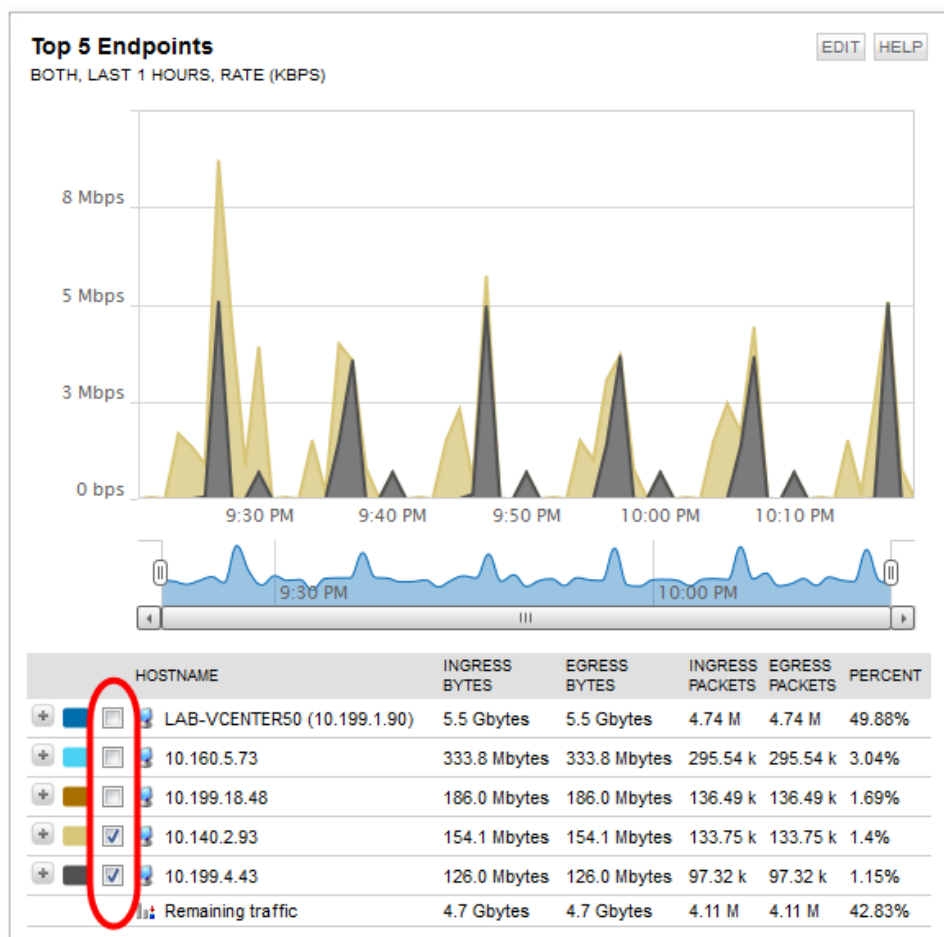 Top 5 Endpoints
EDIT HELP
BOTH, LAST 1 HOURS, RATE (KBPS)
8 Mbps
5 Mbps
3 Mbps
0 bps
9:30 PM 9:40 PM 9:50 PM 10:00 PM 10:10 PM
9:30 PM 10:00 PM
HOSTNAME INGRESS BYTES EGRESS BYTES INGRESS PACKETS EGRESS PACKETS PERCENT
LAB-VCENTER50 (10.199.1.90) 5.5 Gbytes 5.5 Gbytes 4.74 M 4.74 M 49.88%
10.160.5.73 333.8 Mbytes 333.8 Mbytes 295.54 k 295.54 k 3.04%
10.199.18.48 186.0 Mbytes 186.0 Mbytes 136.49 k 136.49 k 1.69%
10.140.2.93 154.1 Mbytes 154.1 Mbytes 133.75 k 133.75 k 1.4%
10.199.4.43 126.0 Mbytes 126.0 Mbytes 97.32 k 97.32 k 1.15%
Remaining traffic 4.7 Gbytes 4.7 Gbytes 4.11 M 4.11 M 42.83%